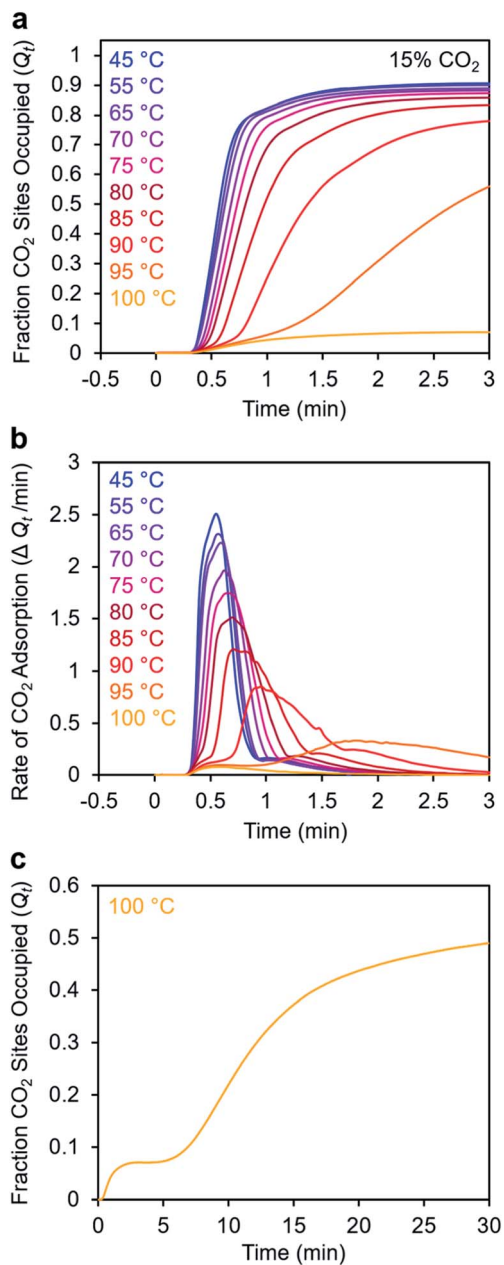 a
Fraction CO₂ Sites Occupied (Qₜ)
1
0.9
0.8
0.7
0.6
0.5
0.4
0.3
0.2
0.1
0
45 °C
55 °C
65 °C
70 °C
75 °C
80 °C
85 °C
90 °C
95 °C
100 °C
15% CO₂
-0.5 0 0.5 1 1.5 2 2.5 3
Time (min)
b
Rate of CO₂ Adsorption (Δ Qₜ /min)
3
2.5
2
1.5
1
0.5
0
45 °C
55 °C
65 °C
70 °C
75 °C
80 °C
85 °C
90 °C
95 °C
100 °C
-0.5 0 0.5 1 1.5 2 2.5 3
Time (min)
c
Fraction CO₂ Sites Occupied (Qₜ)
0.6
0.5
0.4
0.3
0.2
0.1
0
100 °C
0 5 10 15 20 25 30
Time (min)